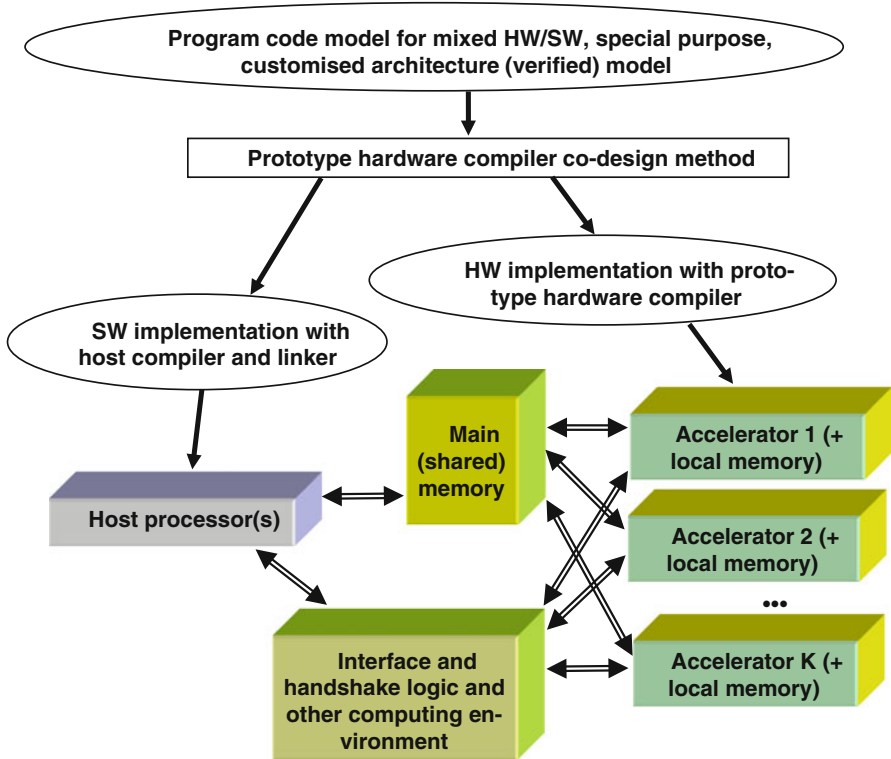 Program code model for mixed HW/SW, special purpose,
customised architecture (verified) model
Prototype hardware compiler co-design method
HW implementation with proto-
type hardware compiler
SW implementation with
host compiler and linker
Main
(shared)
memory
Accelerator 1 (+
local memory)
Host processor(s)
Accelerator 2 (+
local memory)
...
Interface and
handshake logic and
other computing en-
vironment
Accelerator K (+
local memory)